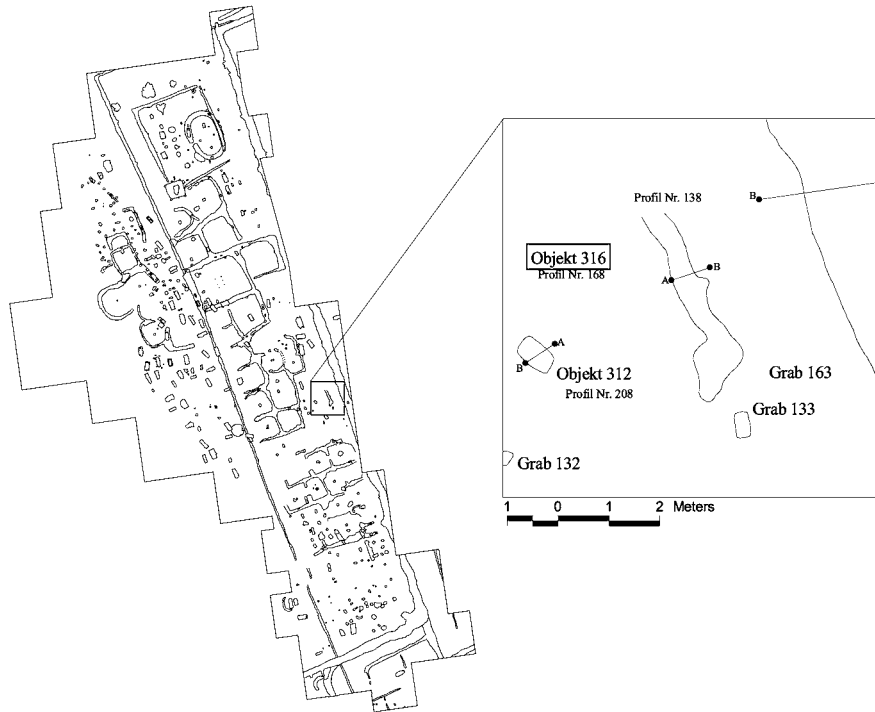 Profil Nr. 138
B
Objekt 316
Profil Nr. 168
A B
A
B
Objekt 312
Profil Nr. 208
Grab 163
Grab 133
Grab 132
1 0 1 2 Meters